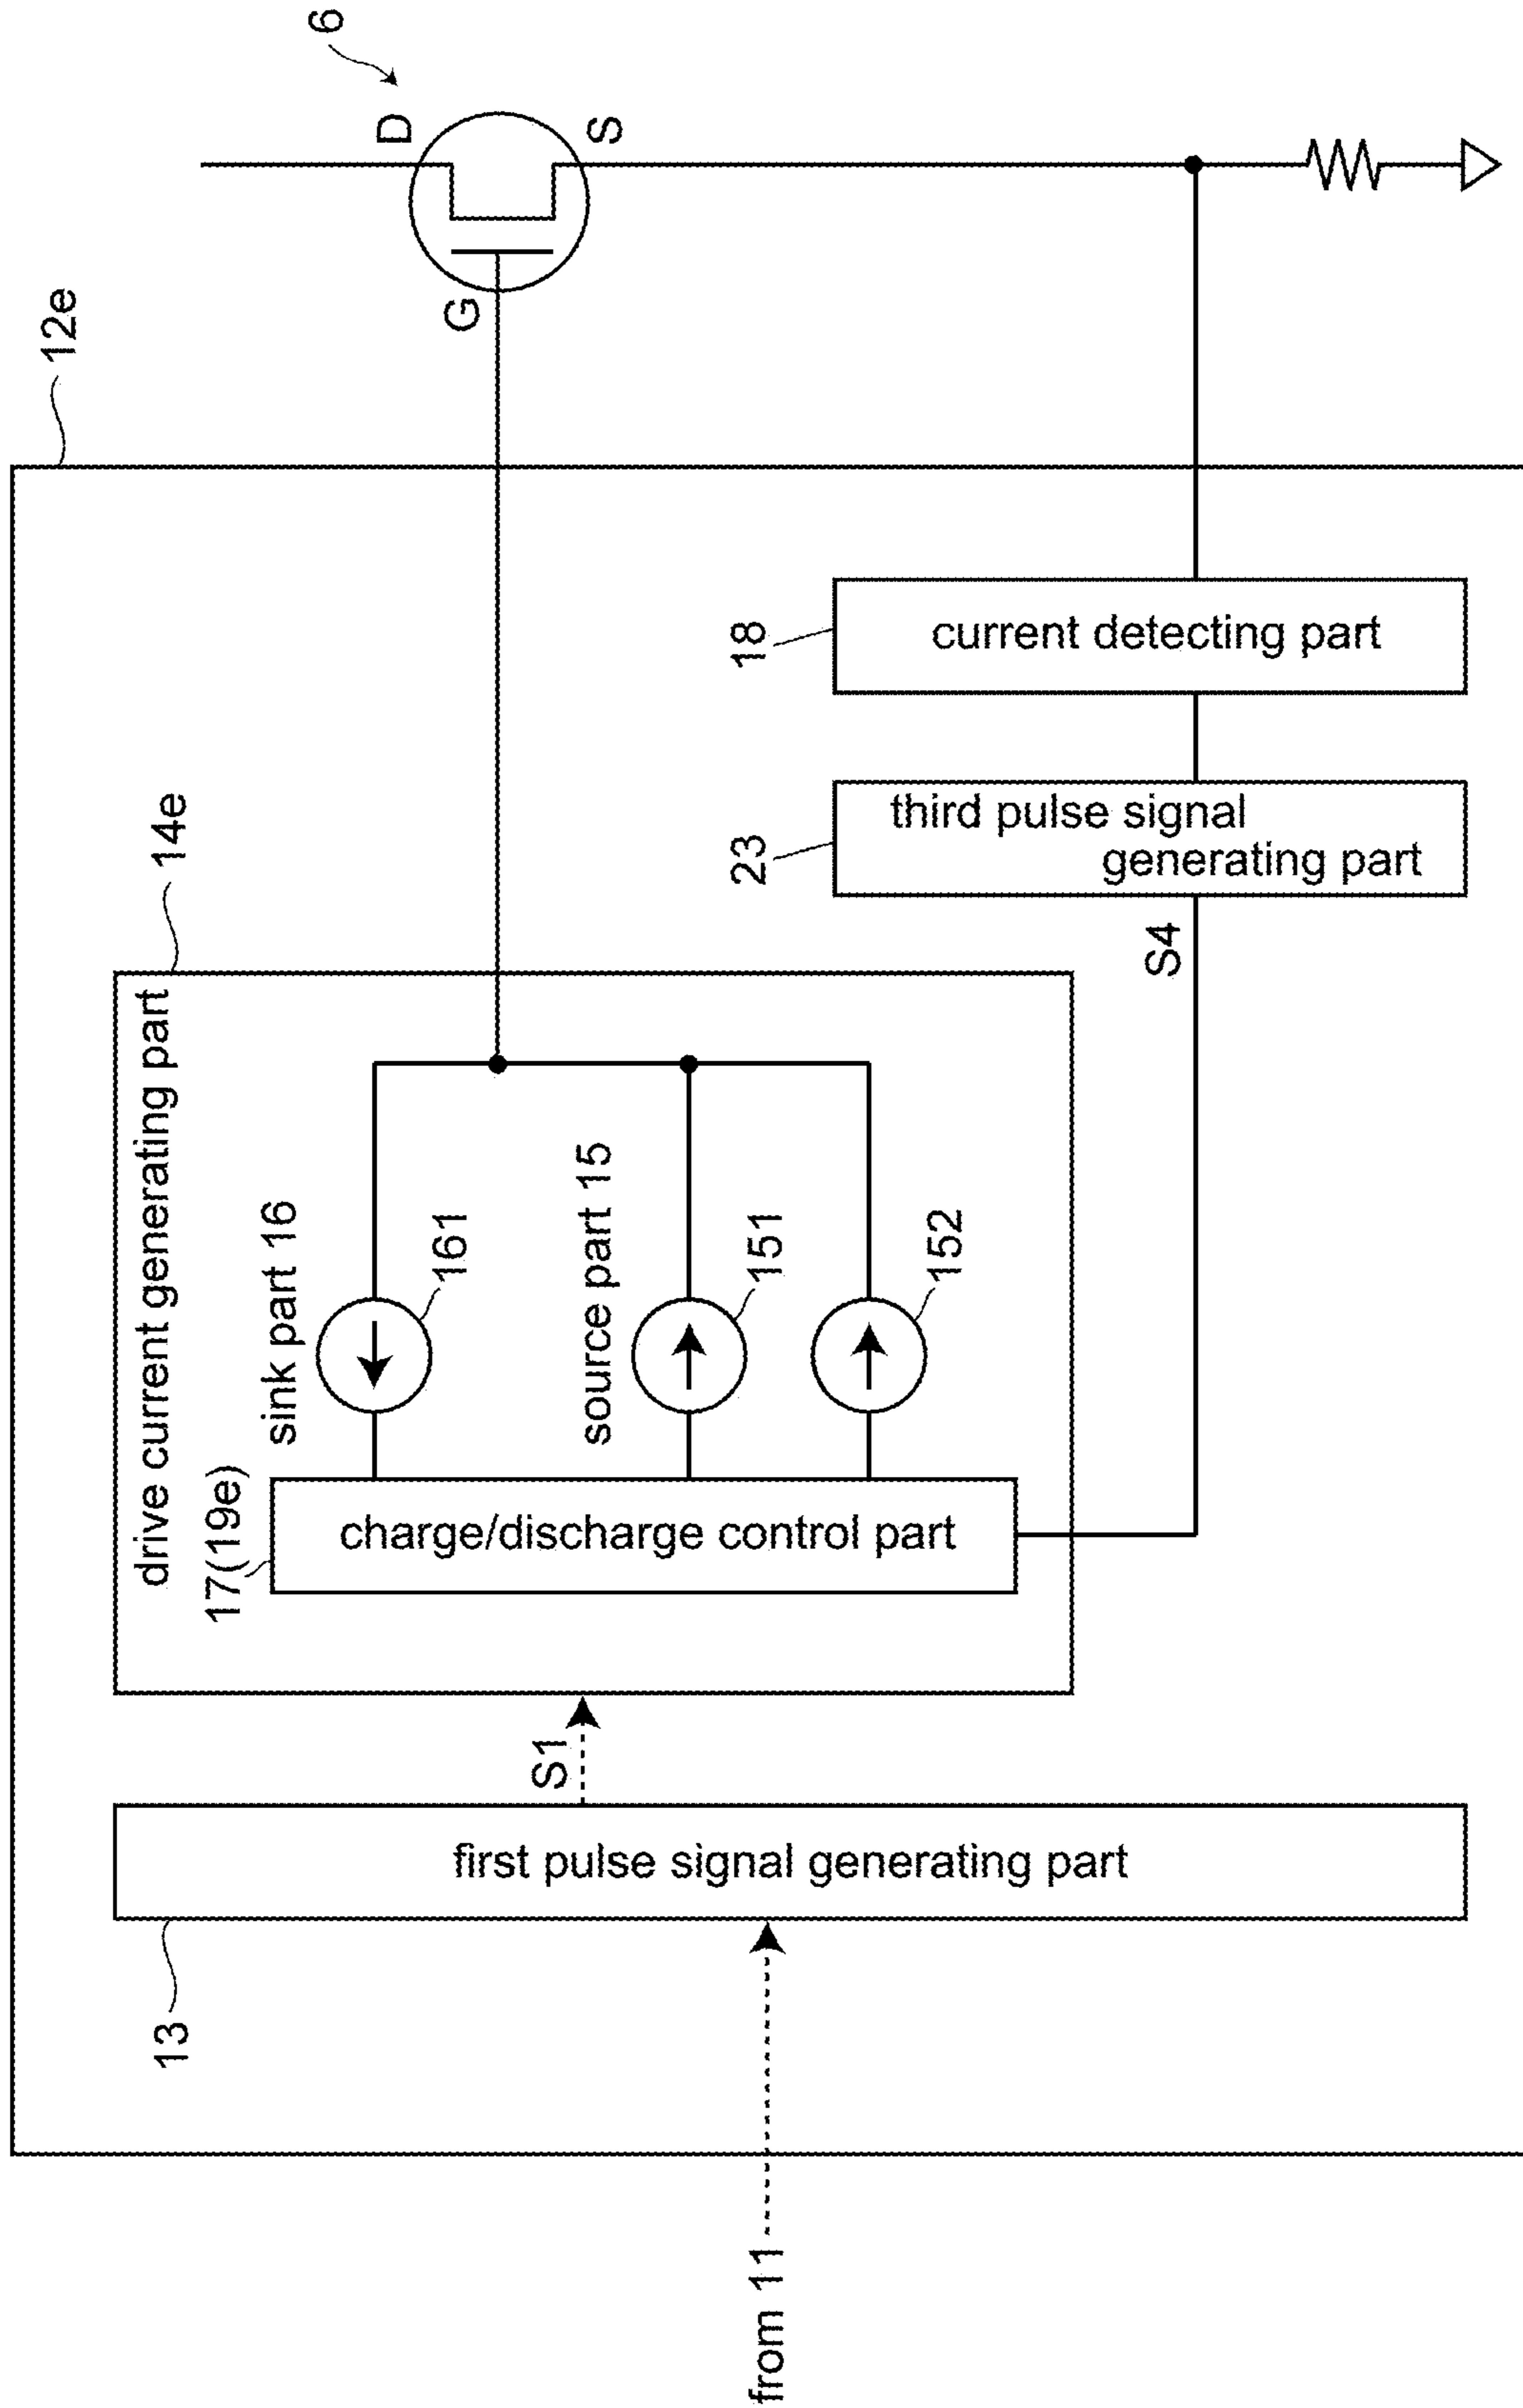 12e
6
D
G
S
14e
drive current generating part
17(19e)
sink part 16
161
source part 15
151
152
charge/discharge control part
S1
13
first pulse signal generating part
from 11
S4
23
third pulse signal
generating part
18
current detecting part